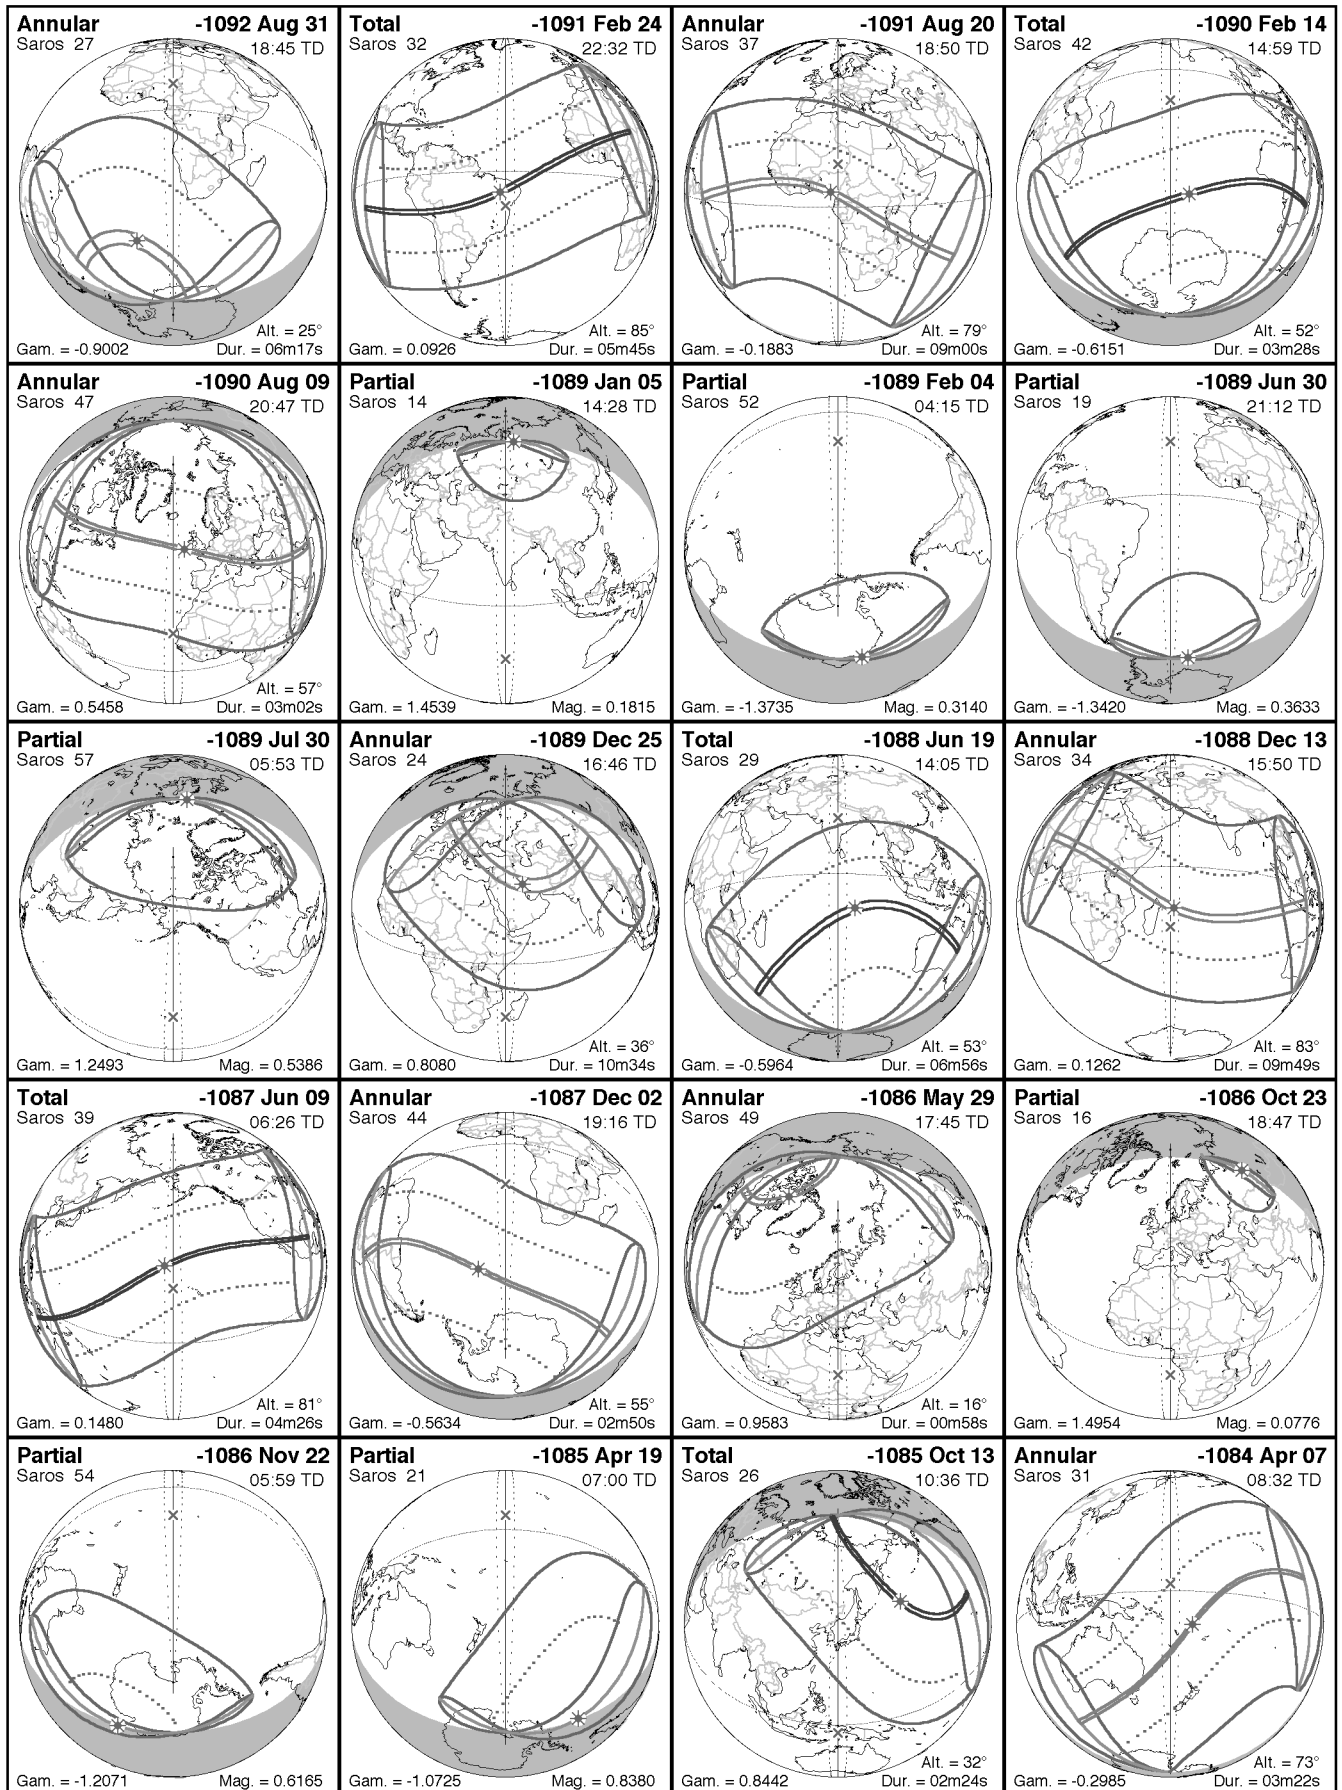 Annular -1092 Aug 31
Saros 27 18:45 TD
Alt. = 25°
Gam. = -0.9002 Dur. = 06m17s
Total -1091 Feb 24
Saros 32 22:32 TD
Alt. = 85°
Gam. = 0.0926 Dur. = 05m45s
Annular -1091 Aug 20
Saros 37 18:50 TD
Alt. = 79°
Gam. = -0.1883 Dur. = 09m00s
Total -1090 Feb 14
Saros 42 14:59 TD
Alt. = 52°
Gam. = -0.6151 Dur. = 03m28s
Annular -1090 Aug 09
Saros 47 20:47 TD
Alt. = 57°
Gam. = 0.5458 Dur. = 03m02s
Partial -1089 Jan 05
Saros 14 14:28 TD
Gam. = 1.4539 Mag. = 0.1815
Partial -1089 Feb 04
Saros 52 04:15 TD
Gam. = -1.3735 Mag. = 0.3140
Partial -1089 Jun 30
Saros 19 21:12 TD
Gam. = -1.3420 Mag. = 0.3633
Partial -1089 Jul 30
Saros 57 05:53 TD
Gam. = 1.2493 Mag. = 0.5386
Annular -1089 Dec 25
Saros 24 16:46 TD
Alt. = 36°
Gam. = 0.8080 Dur. = 10m34s
Total -1088 Jun 19
Saros 29 14:05 TD
Alt. = 53°
Gam. = -0.5964 Dur. = 06m56s
Annular -1088 Dec 13
Saros 34 15:50 TD
Alt. = 83°
Gam. = 0.1262 Dur. = 09m49s
Total -1087 Jun 09
Saros 39 06:26 TD
Alt. = 81°
Gam. = 0.1480 Dur. = 04m26s
Annular -1087 Dec 02
Saros 44 19:16 TD
Alt. = 55°
Gam. = -0.5634 Dur. = 02m50s
Annular -1086 May 29
Saros 49 17:45 TD
Alt. = 16°
Gam. = 0.9583 Dur. = 00m58s
Partial -1086 Oct 23
Saros 16 18:47 TD
Gam. = 1.4954 Mag. = 0.0776
Partial -1086 Nov 22
Saros 54 05:59 TD
Gam. = -1.2071 Mag. = 0.6165
Partial -1085 Apr 19
Saros 21 07:00 TD
Gam. = -1.0725 Mag. = 0.8380
Total -1085 Oct 13
Saros 26 10:36 TD
Alt. = 32°
Gam. = 0.8442 Dur. = 02m24s
Annular -1084 Apr 07
Saros 31 08:32 TD
Alt. = 73°
Gam. = -0.2985 Dur. = 03m22s